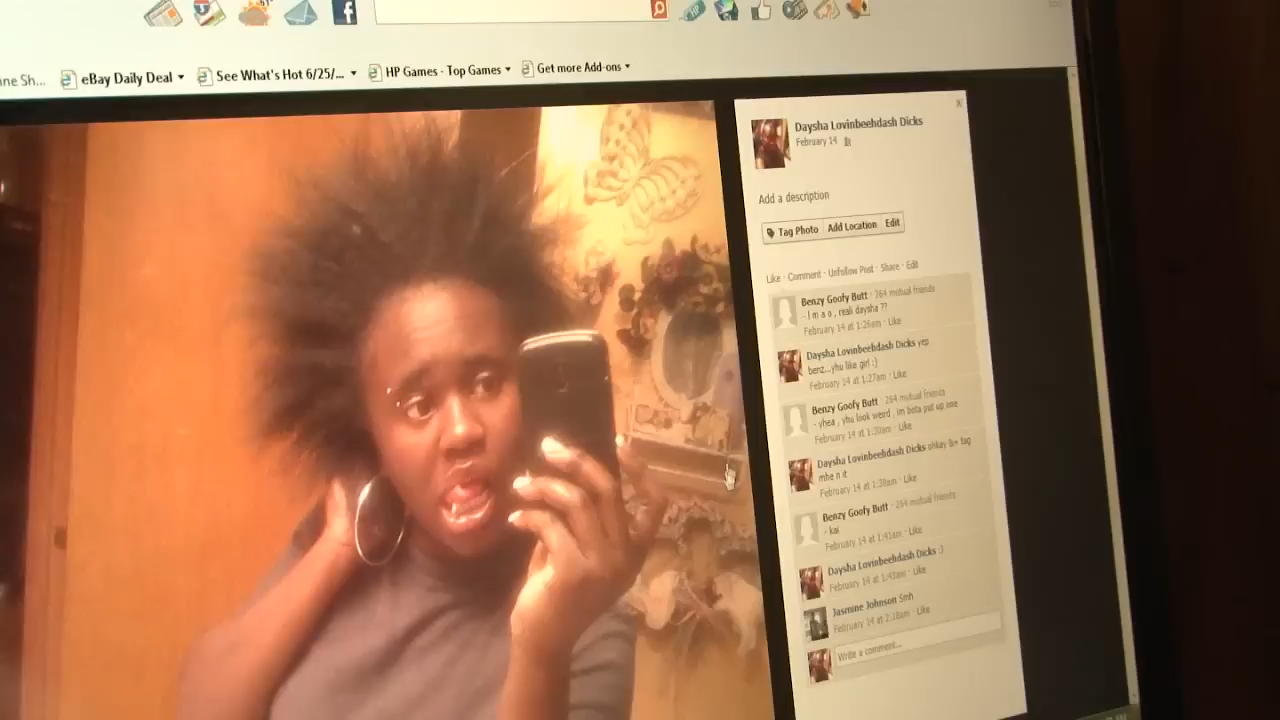 ne Sh...
eBay Daily Deal
See What's Hot 6/25/...
HP Games - Top Games
Get more Add-ons
Daysha Lovinbeehdash Dicks
February 14
Add a description
Tag Photo Add Location Edit
Like · Comment · Unfollow Post · Share · Edit
Benzy Goofy Butt · 264 mutual friends
- l m a o , reali daysha ??
February 14 at 1:26am · Like
Daysha Lovinbeehdash Dicks yep
benz...yhu like girl :)
February 14 at 1:27am · Like
Benzy Goofy Butt · 264 mutual friends
- yhea , yhu look weird , im bota put up one
February 14 at 1:30am · Like
Daysha Lovinbeehdash Dicks ohkay &+ tag
mhe n it
February 14 at 1:38am · Like
Benzy Goofy Butt · 264 mutual friends
- kai
February 14 at 1:41am · Like
Daysha Lovinbeehdash Dicks :)
February 14 at 1:43am · Like
Jasmine Johnson Smh
February 14 at 2:18am · Like
Write a comment...